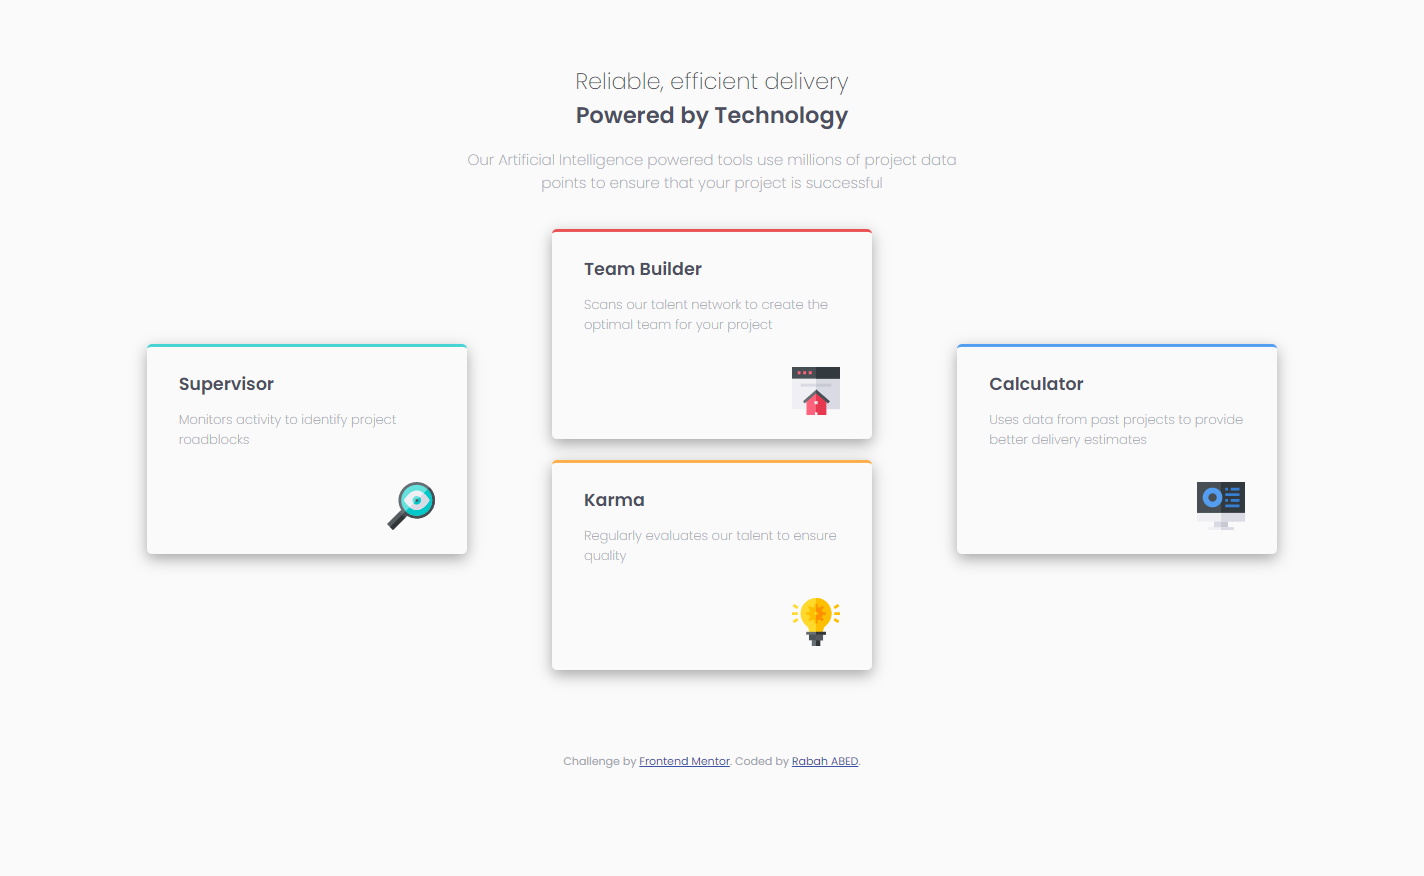 Reliable, efficient delivery
Powered by Technology
Our Artificial Intelligence powered tools use millions of project data
points to ensure that your project is successful
Supervisor
Monitors activity to identify project
roadblocks
Team Builder
Scans our talent network to create the
optimal team for your project
Karma
Regularly evaluates our talent to ensure
quality
Calculator
Uses data from past projects to provide
better delivery estimates
Challenge by Frontend Mentor. Coded by Rabah ABED.